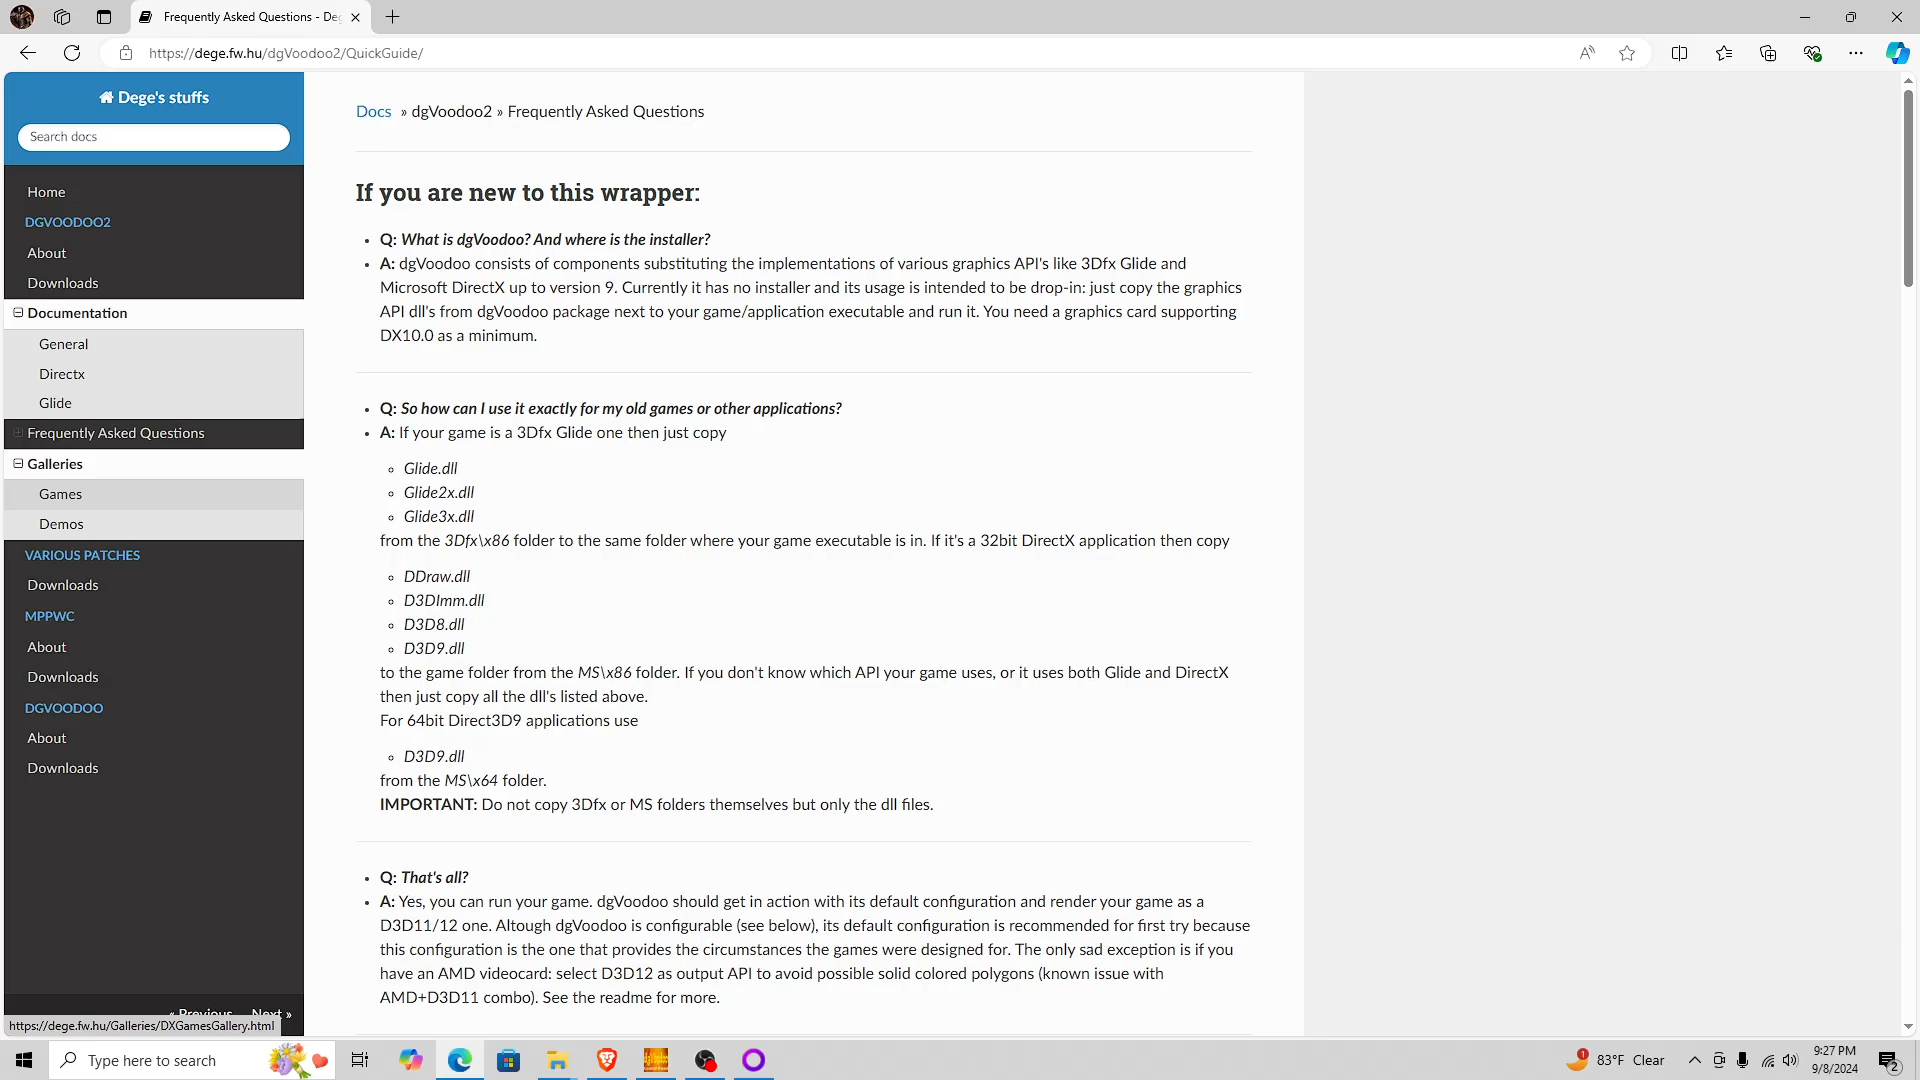 Frequently Asked Questions - De
https://dege.fw.hu/dgVoodoo2/QuickGuide/
Dege's stuffs
Search docs
Home
DGVOODOO2
About
Downloads
Documentation
General
Directx
Glide
Frequently Asked Questions
Galleries
Games
Demos
VARIOUS PATCHES
Downloads
MPPWC
About
Downloads
DGVOODOO
About
Downloads
« Previous Next »
https://dege.fw.hu/Galleries/DXGamesGallery.html
Docs » dgVoodoo2 » Frequently Asked Questions
If you are new to this wrapper:
Q: What is dgVoodoo? And where is the installer?
A: dgVoodoo consists of components substituting the implementations of various graphics API's like 3Dfx Glide and
Microsoft DirectX up to version 9. Currently it has no installer and its usage is intended to be drop-in: just copy the graphics
API dll's from dgVoodoo package next to your game/application executable and run it. You need a graphics card supporting
DX10.0 as a minimum.
Q: So how can I use it exactly for my old games or other applications?
A: If your game is a 3Dfx Glide one then just copy
Glide.dll
Glide2x.dll
Glide3x.dll
from the 3Dfx\x86 folder to the same folder where your game executable is in. If it's a 32bit DirectX application then copy
DDraw.dll
D3DImm.dll
D3D8.dll
D3D9.dll
to the game folder from the MS\x86 folder. If you don't know which API your game uses, or it uses both Glide and DirectX
then just copy all the dll's listed above.
For 64bit Direct3D9 applications use
D3D9.dll
from the MS\x64 folder.
IMPORTANT: Do not copy 3Dfx or MS folders themselves but only the dll files.
Q: That's all?
A: Yes, you can run your game. dgVoodoo should get in action with its default configuration and render your game as a
D3D11/12 one. Altough dgVoodoo is configurable (see below), its default configuration is recommended for first try because
this configuration is the one that provides the circumstances the games were designed for. The only sad exception is if you
have an AMD videocard: select D3D12 as output API to avoid possible solid colored polygons (known issue with
AMD+D3D11 combo). See the readme for more.
Type here to search
1
83°F Clear
9:27 PM
9/8/2024
2